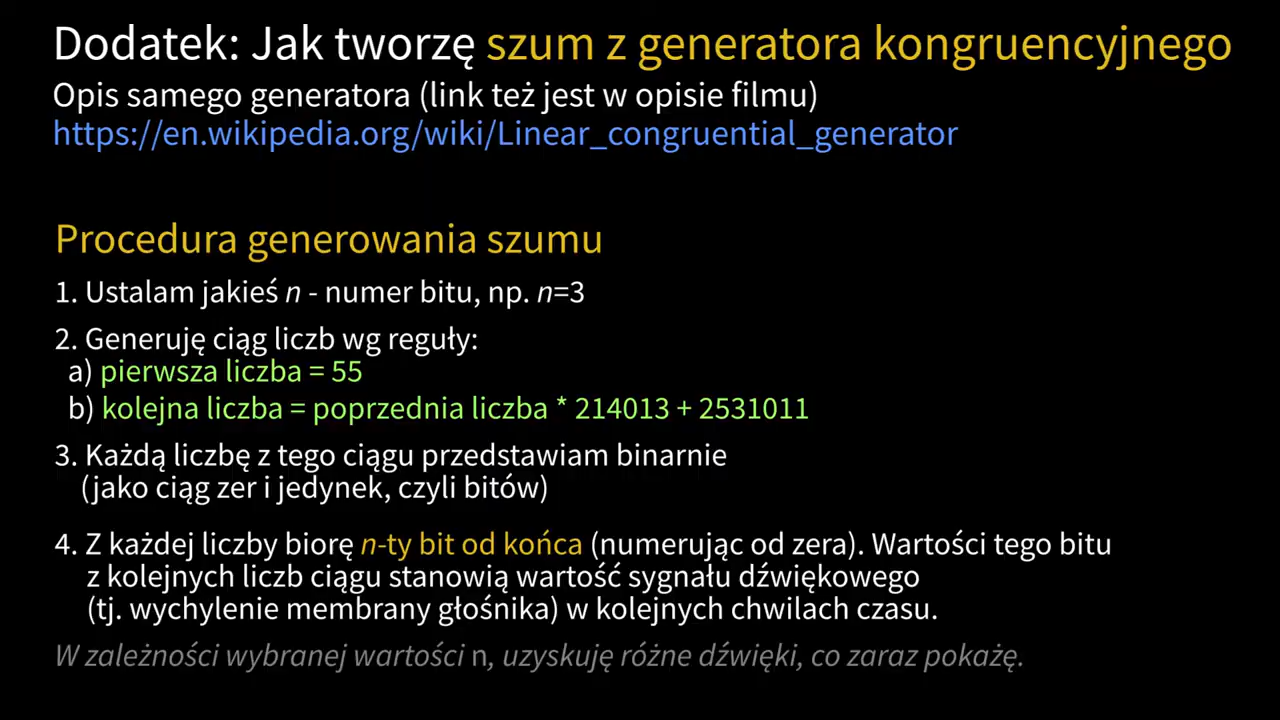 Dodatek: Jak tworzę szum z generatora kongruencyjnego
Opis samego generatora (link też jest w opisie filmu)
https://en.wikipedia.org/wiki/Linear_congruential_generator
Procedura generowania szumu
1. Ustalam jakieś n - numer bitu, np. n=3
2. Generuję ciąg liczb wg reguły:
a) pierwsza liczba = 55
b) kolejna liczba = poprzednia liczba * 214013 + 2531011
3. Każdą liczbę z tego ciągu przedstawiam binarnie
(jako ciąg zer i jedynek, czyli bitów)
4. Z każdej liczby biorę n-ty bit od końca (numerując od zera). Wartości tego bitu
z kolejnych liczb ciągu stanowią wartość sygnału dźwiękowego
(tj. wychylenie membrany głośnika) w kolejnych chwilach czasu.
W zależności wybranej wartości n, uzyskuję różne dźwięki, co zaraz pokażę.